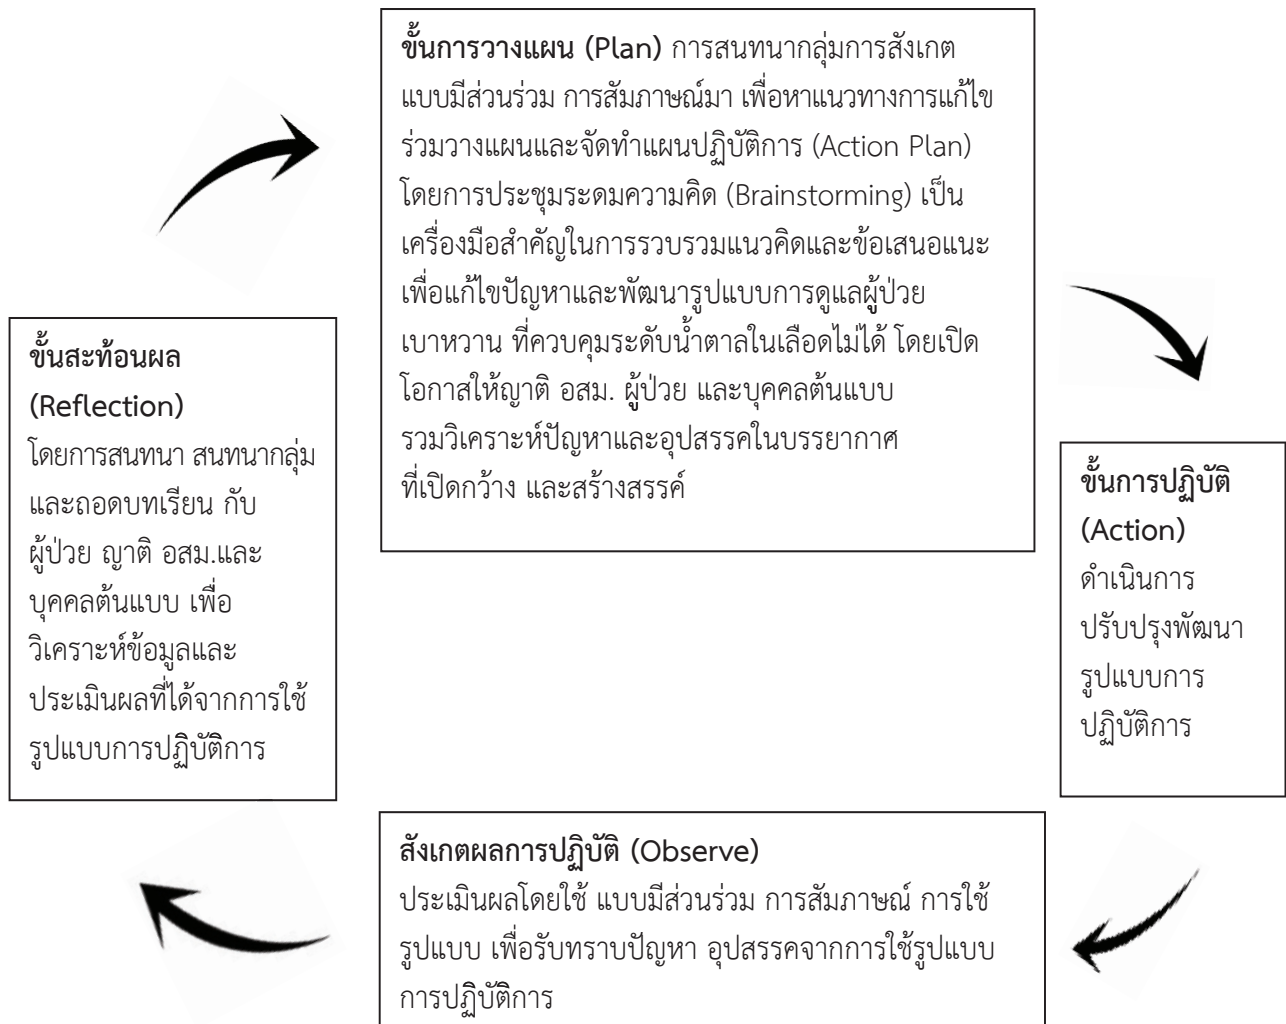 ขั้นการวางแผน (Plan) การสนทนากลุ่มการสังเกต
แบบมีส่วนร่วม การสัมภาษณ์มา เพื่อหาแนวทางการแก้ไข
ร่วมวางแผนและจัดทำแผนปฏิบัติการ (Action Plan)
โดยการประชุมระดมความคิด (Brainstorming) เป็น
เครื่องมือสำคัญในการรวบรวมแนวคิดและข้อเสนอแนะ
เพื่อแก้ไขปัญหาและพัฒนารูปแบบการดูแลผู้ป่วย
เบาหวาน ที่ควบคุมระดับน้ำตาลในเลือดไม่ได้ โดยเปิด
โอกาสให้ญาติ อสม. ผู้ป่วย และบุคคลต้นแบบ
รวมวิเคราะห์ปัญหาและอุปสรรคในบรรยากาศ
ที่เปิดกว้าง และสร้างสรรค์
ขั้นการปฏิบัติ
(Action)
ดำเนินการ
ปรับปรุงพัฒนา
รูปแบบการ
ปฏิบัติการ
สังเกตผลการปฏิบัติ (Observe)
ประเมินผลโดยใช้ แบบมีส่วนร่วม การสัมภาษณ์ การใช้
รูปแบบ เพื่อรับทราบปัญหา อุปสรรคจากการใช้รูปแบบ
การปฏิบัติการ
ขั้นสะท้อนผล
(Reflection)
โดยการสนทนา สนทนากลุ่ม
และถอดบทเรียน กับ
ผู้ป่วย ญาติ อสม.และ
บุคคลต้นแบบ เพื่อ
วิเคราะห์ข้อมูลและ
ประเมินผลที่ได้จากการใช้
รูปแบบการปฏิบัติการ